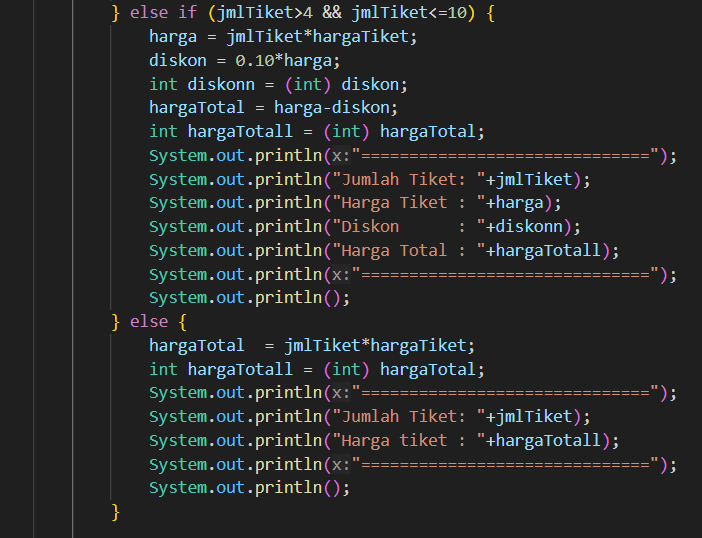 } else if (jmlTiket>4 && jmlTiket<=10) {
harga = jmlTiket*hargaTiket;
diskon = 0.10*harga;
int diskonn = (int) diskon;
hargaTotal = harga-diskon;
int hargaTotall = (int) hargaTotal;
System.out.println(x:"==============================");
System.out.println("Jumlah Tiket: "+jmlTiket);
System.out.println("Harga Tiket : "+harga);
System.out.println("Diskon      : "+diskonn);
System.out.println("Harga Total : "+hargaTotall);
System.out.println(x:"==============================");
System.out.println();
} else {
hargaTotal  = jmlTiket*hargaTiket;
int hargaTotall = (int) hargaTotal;
System.out.println(x:"==============================");
System.out.println("Jumlah Tiket: "+jmlTiket);
System.out.println("Harga tiket : "+hargaTotall);
System.out.println(x:"==============================");
System.out.println();
}